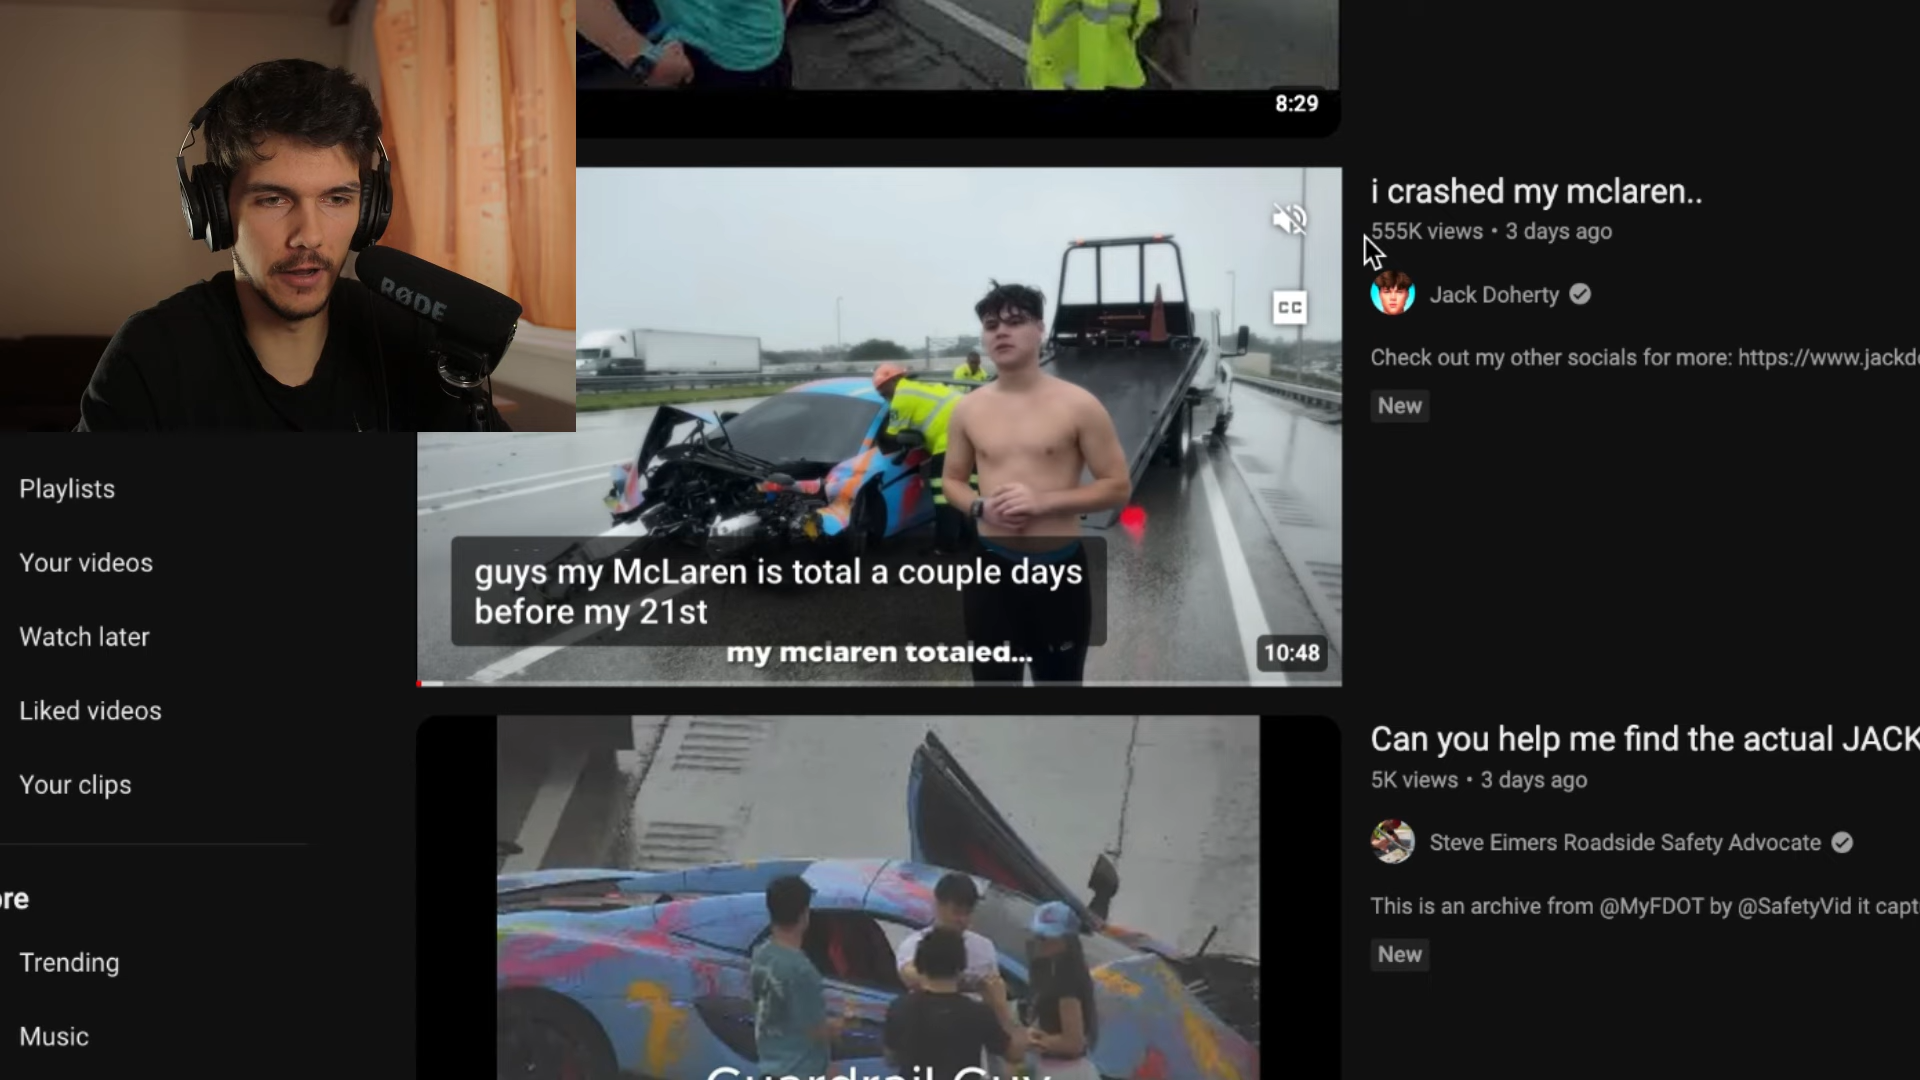 8:29
i crashed my mclaren..
555K views • 3 days ago
Jack Doherty
Check out my other socials for more: https://www.jackd
New
RØDE
CC
guys my McLaren is total a couple days
before my 21st
my mclaren totaled...
10:48
Playlists
Your videos
Watch later
Liked videos
Your clips
re
Trending
Music
Can you help me find the actual JACK
5K views • 3 days ago
Steve Eimers Roadside Safety Advocate
This is an archive from @MyFDOT by @SafetyVid it capt
New
Guardrail Guy